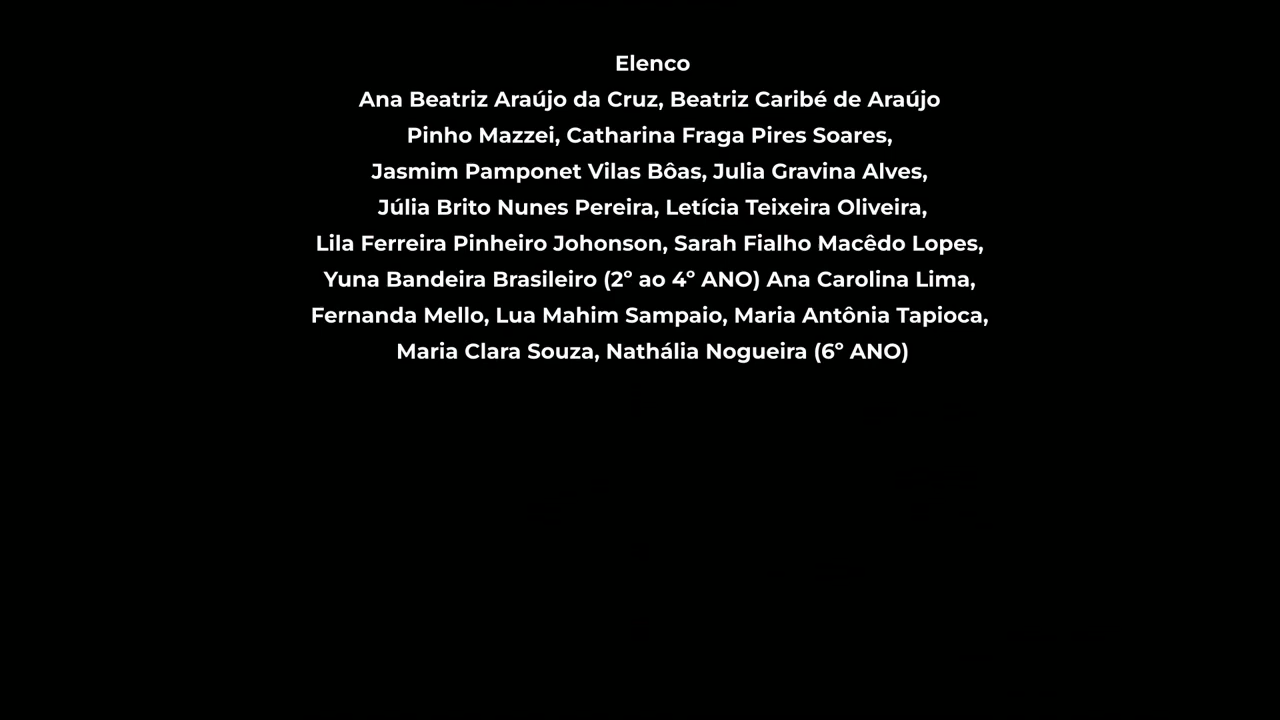 Elenco
Ana Beatriz Araújo da Cruz, Beatriz Caribé de Araújo
Pinho Mazzei, Catharina Fraga Pires Soares,
Jasmim Pamponet Vilas Bôas, Julia Gravina Alves,
Júlia Brito Nunes Pereira, Letícia Teixeira Oliveira,
Lila Ferreira Pinheiro Johonson, Sarah Fialho Macêdo Lopes,
Yuna Bandeira Brasileiro (2º ao 4º ANO) Ana Carolina Lima,
Fernanda Mello, Lua Mahim Sampaio, Maria Antônia Tapioca,
Maria Clara Souza, Nathália Nogueira (6º ANO)